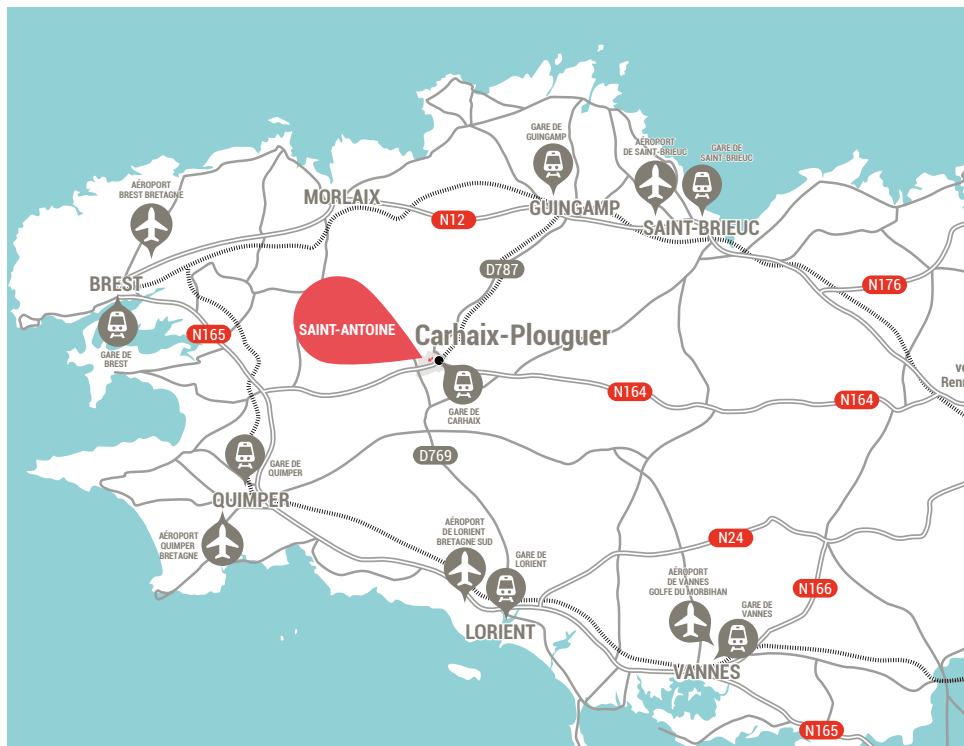 GARE DE
GUINGAMP
AÉROPORT
DE SAINT-BRIEUC
GARE DE
SAINT-BRIEUC
AÉROPORT
BREST BRETAGNE
MORLAIX
GUINGAMP
N12
SAINT-BRIEUC
D787
BREST
N176
N165
SAINT-ANTOINE
Carhaix-Plouguer
GARE DE
BREST
ve
Renn
N164
N164
GARE DE
CARHAIX
D769
GARE DE
QUIMPER
QUIMPER
AÉROPORT
DE LORIENT
BRETAGNE SUD
AÉROPORT
QUIMPER
BRETAGNE
N24
GARE DE
LORIENT
AÉROPORT
DE VANNES
GOLFE DU MORBIHAN
N166
GARE DE
VANNES
LORIENT
VANNES
N165